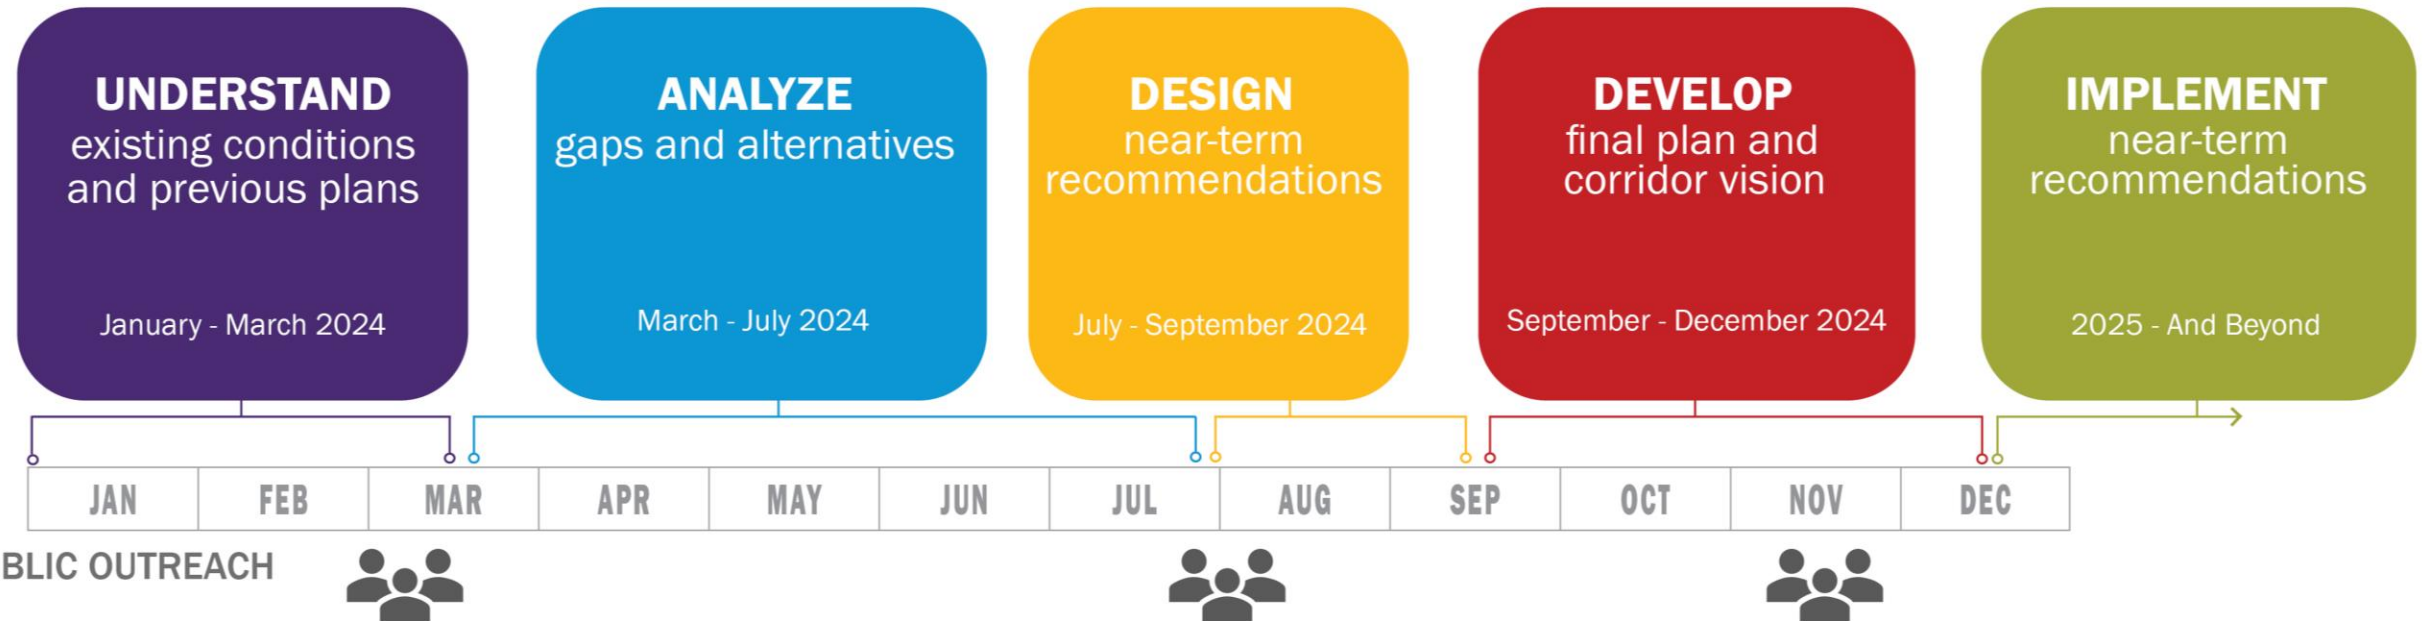 UNDERSTAND
existing conditions
and previous plans
January - March 2024
ANALYZE
gaps and alternatives
March - July 2024
DESIGN
near-term
recommendations
July - September 2024
DEVELOP
final plan and
corridor vision
September - December 2024
IMPLEMENT
near-term
recommendations
2025 - And Beyond
JAN FEB MAR APR MAY JUN JUL AUG SEP OCT NOV DEC
BLIC OUTREACH